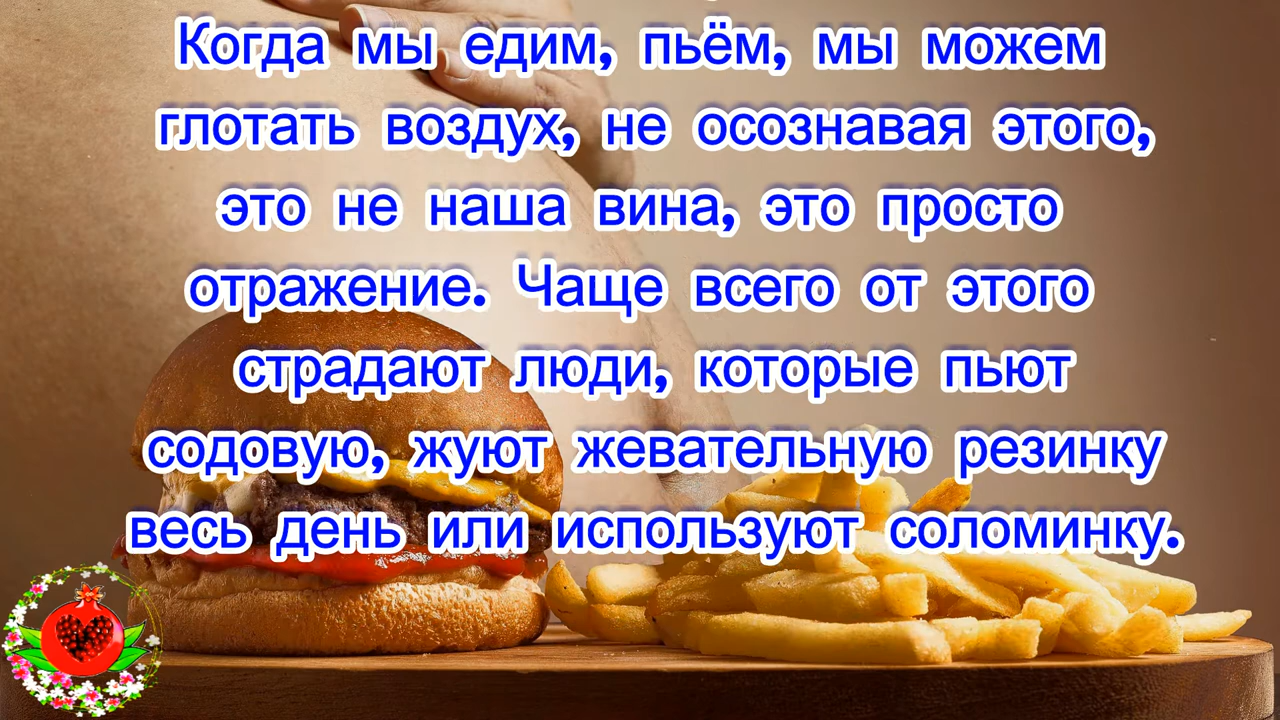 Когда мы едим, пьём, мы можем
глотать воздух, не осознавая этого,
это не наша вина, это просто
отражение. Чаще всего от этого
страдают люди, которые пьют
содовую, жуют жевательную резинку
весь день или используют соломинку.